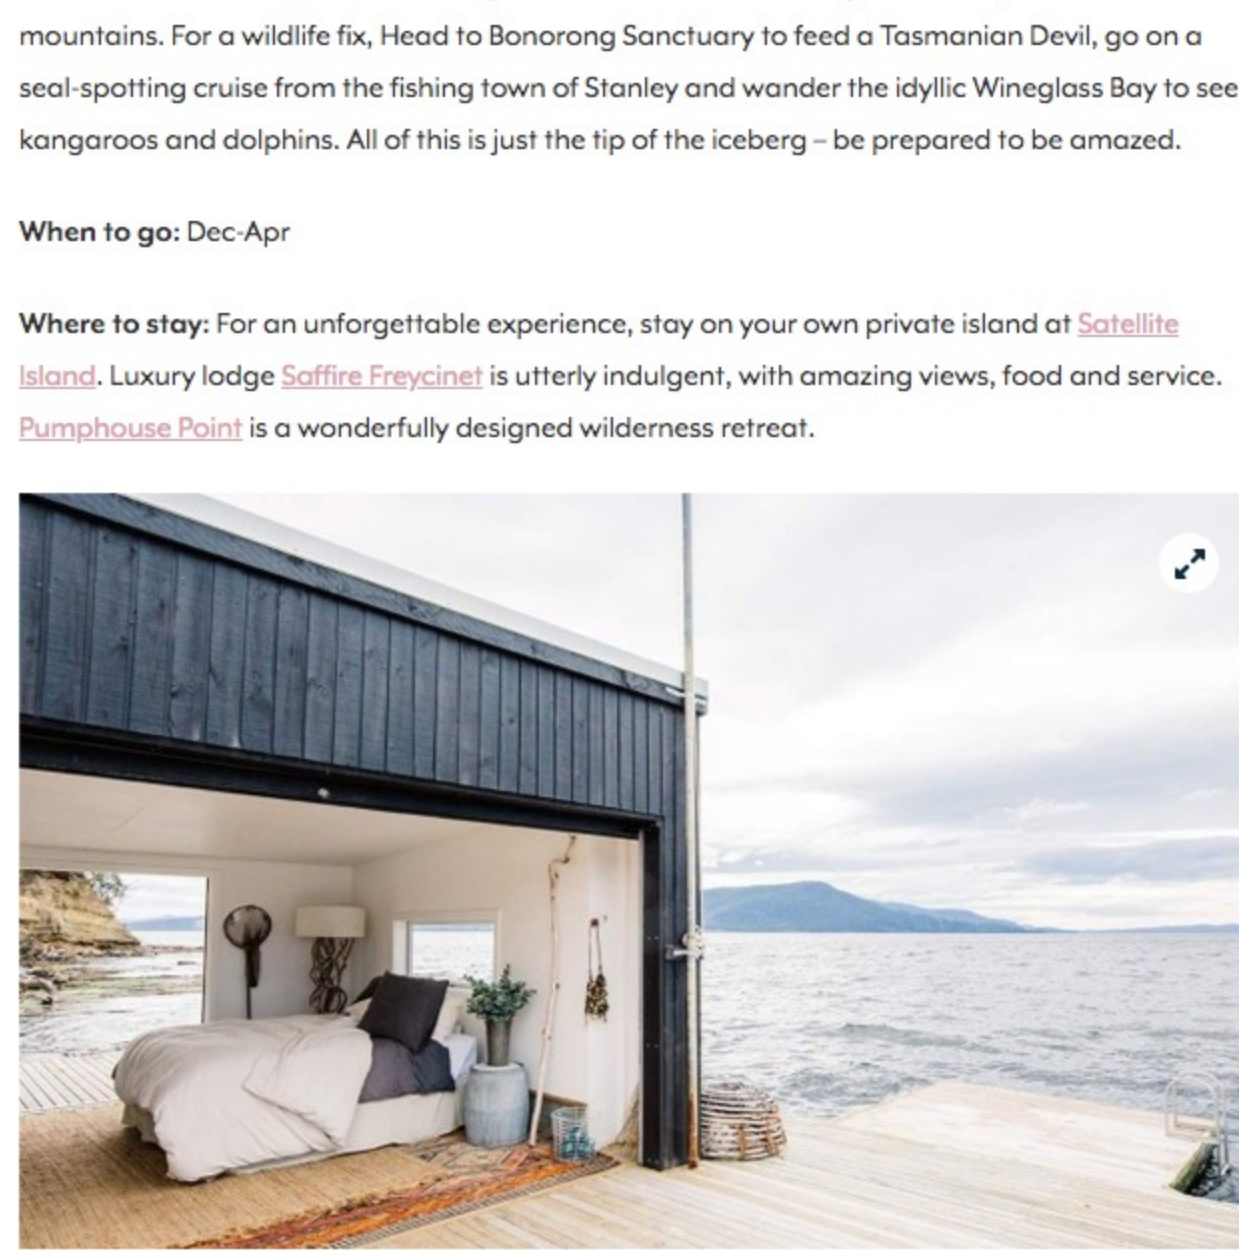 mountains. For a wildlife fix, Head to Bonorong Sanctuary to feed a Tasmanian Devil, go on a
seal-spotting cruise from the fishing town of Stanley and wander the idyllic Wineglass Bay to see
kangaroos and dolphins. All of this is just the tip of the iceberg – be prepared to be amazed.
When to go: Dec-Apr
Where to stay: For an unforgettable experience, stay on your own private island at Satellite
Island. Luxury lodge Saffire Freycinet is utterly indulgent, with amazing views, food and service.
Pumphouse Point is a wonderfully designed wilderness retreat.